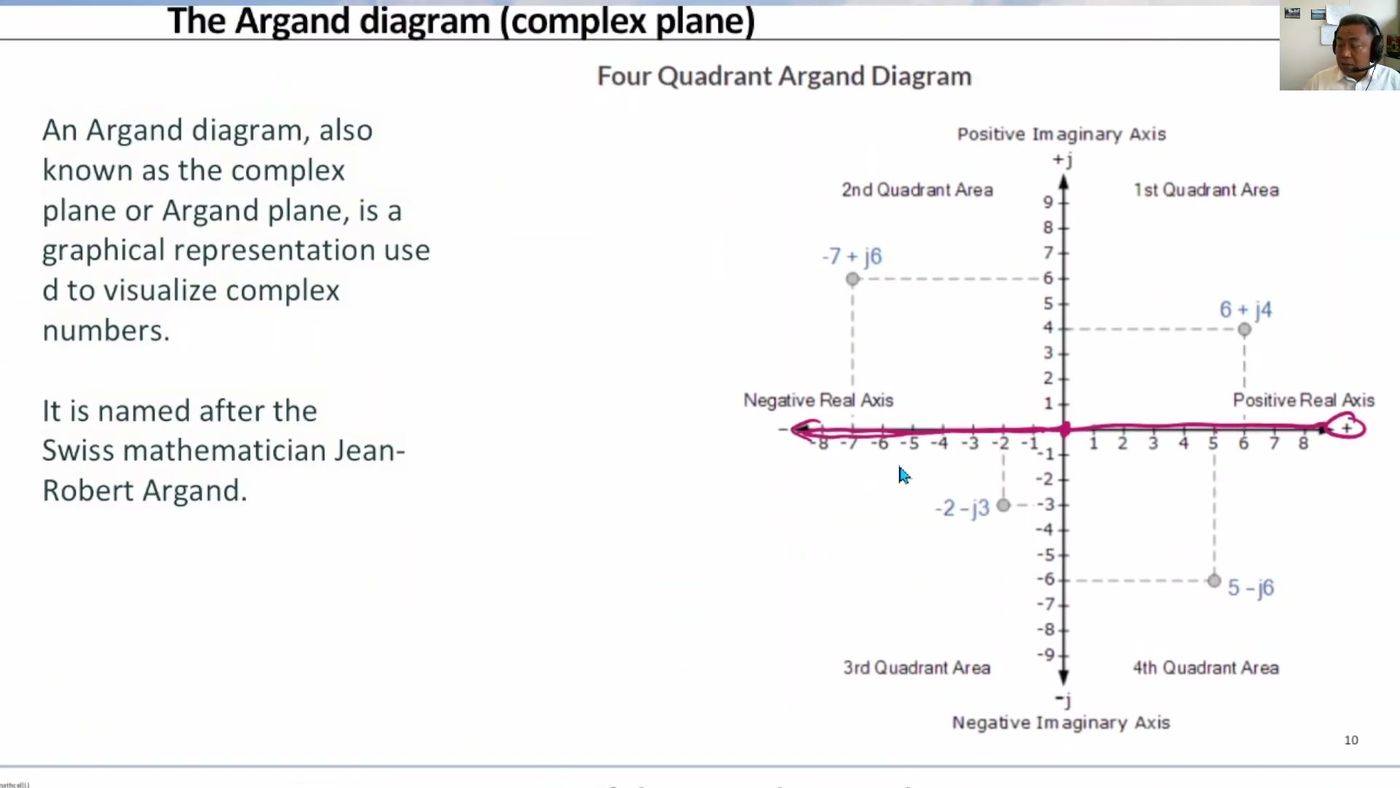 The Argand diagram (complex plane)
Four Quadrant Argand Diagram
An Argand diagram, also
known as the complex
plane or Argand plane, is a
graphical representation use
d to visualize complex
numbers.
It is named after the
Swiss mathematician Jean-
Robert Argand.
Positive Imaginary Axis
+j
2nd Quadrant Area
1st Quadrant Area
9
8
7
-7 + j6
6
5
6 + j4
4
3
2
Negative Real Axis
1
Positive Real Axis
- +
-8 -7 -6 -5 -4 -3 -2 -1 1 2 3 4 5 6 7 8
-1
-2
-2 -j3
-3
-4
-5
-6
5 -j6
-7
-8
-9
3rd Quadrant Area
4th Quadrant Area
-j
Negative Imaginary Axis
10